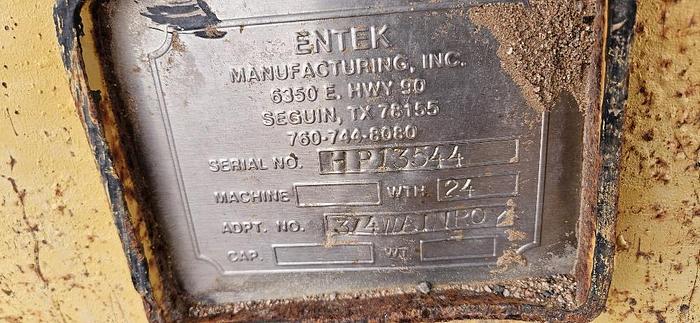 ENTEK
MANUFACTURING, INC.
6350 E. HWY 90
SEGUIN, TX 78155
760-744-8080
SERIAL NO. HP13544
MACHINE WTH. 24
ADPT. NO.
CAP. WT.